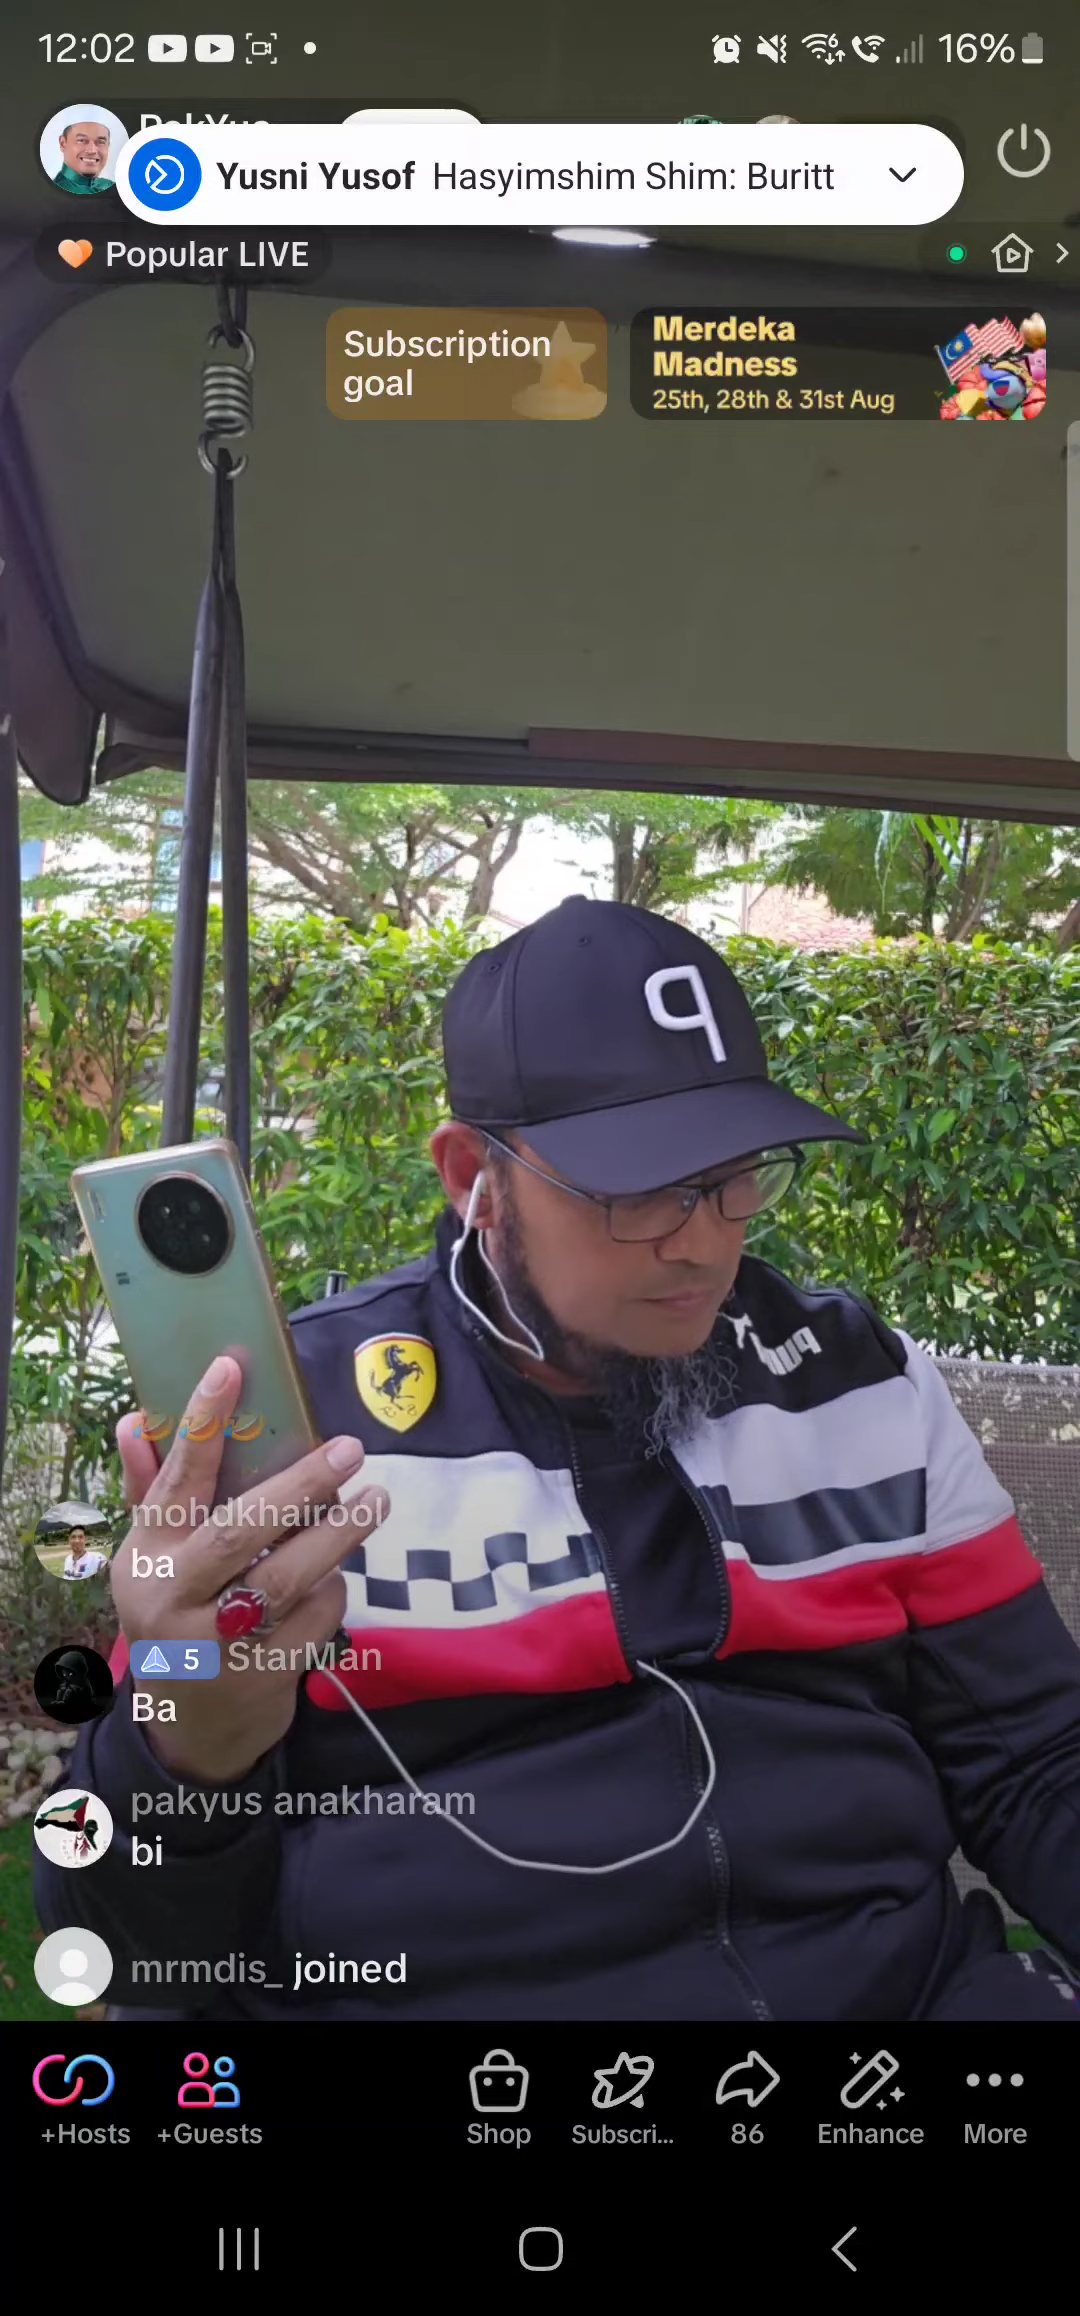 12:02
16%
PakYus
Yusni Yusof Hasyimshim Shim: Buritt
Popular LIVE
Subscription
goal
Merdeka
Madness
25th, 28th & 31st Aug
mohdkhairool
ba
5 StarMan
Ba
pakyus anakharam
bi
mrmdis_ joined
+Hosts
+Guests
Shop
Subscri...
86
Enhance
More